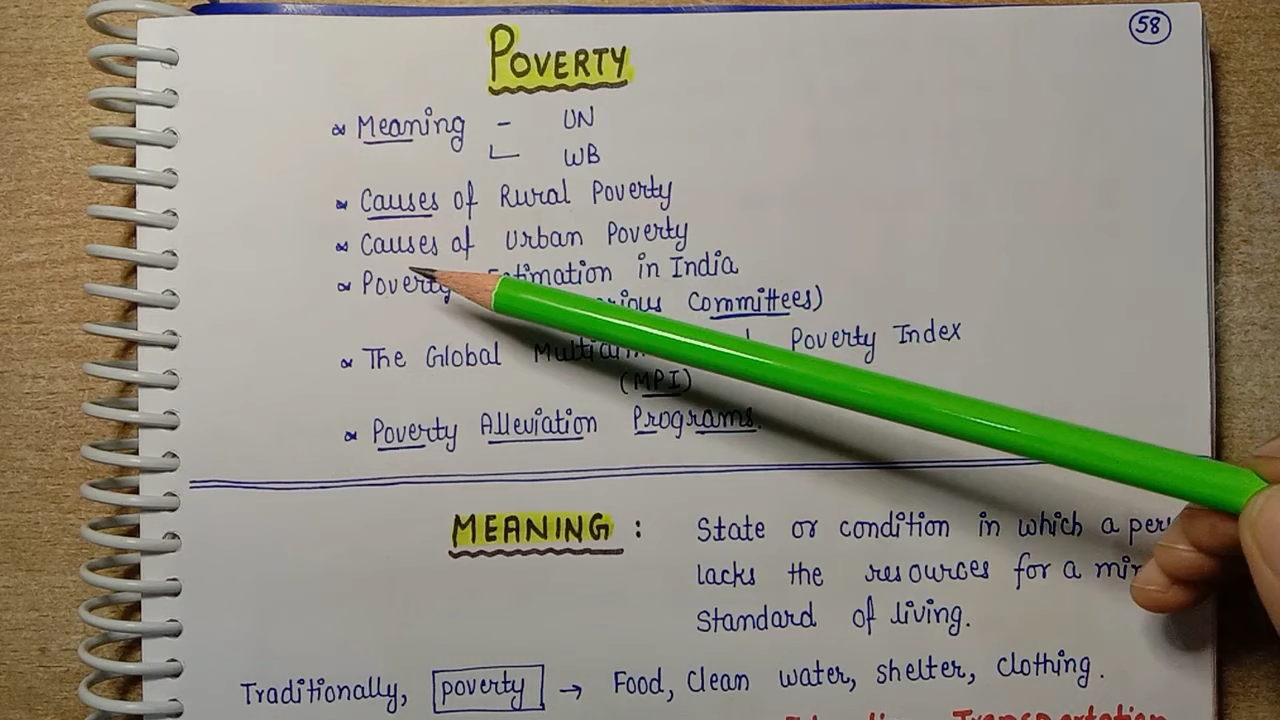 58
POVERTY
Meaning - UN
WB
Causes of Rural Poverty
Causes of Urban Poverty
Poverty Estimation in India
Committees)
The Global Poverty Index
(MPI)
Poverty Alleviation Programs.
MEANING : State or condition in which a
lacks the resources for a
Standard of living.
Traditionally, poverty → Food, Clean water, shelter, clothing.